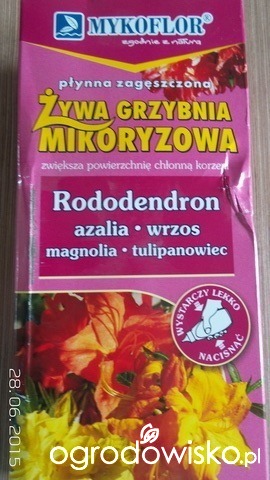 MYKOFLOR®
zgodnie z naturą
płynna zagęszczona
ŻYWA GRZYBNIA
MIKORYZOWA
zwiększa powierzchnię chłonną korzeni
Rododendron
azalia • wrzos
magnolia • tulipanowiec
WYSTARCZY LEKKO
NACISNĄĆ
28/06/2015
ogrodowisko.pl